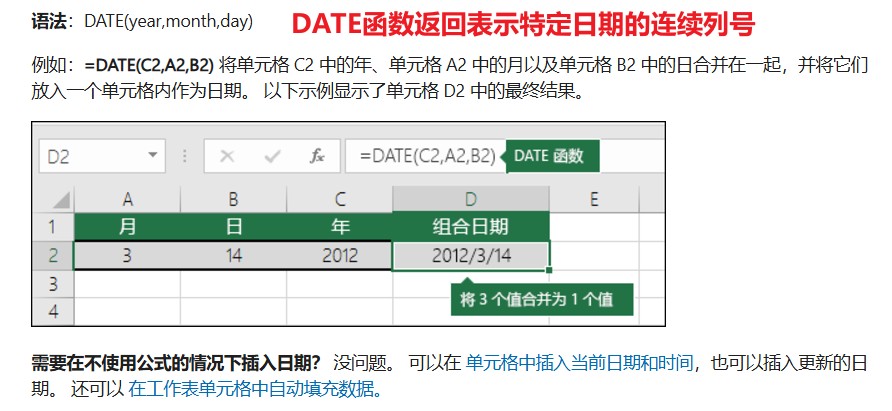 语法：DATE(year,month,day)
DATE函数返回表示特定日期的连续列号
例如：=DATE(C2,A2,B2) 将单元格 C2 中的年、单元格 A2 中的月以及单元格 B2 中的日合并在一起，并将它们
放入一个单元格内作为日期。 以下示例显示了单元格 D2 中的最终结果。
D2 fx =DATE(C2,A2,B2) DATE 函数
A B C D E
1 月 日 年 组合日期
2 3 14 2012 2012/3/14
3 将 3 个值合并为 1 个值
4
需要在不使用公式的情况下插入日期？ 没问题。 可以在 单元格中插入当前日期和时间，也可以插入更新的日
期。 还可以 在工作表单元格中自动填充数据。